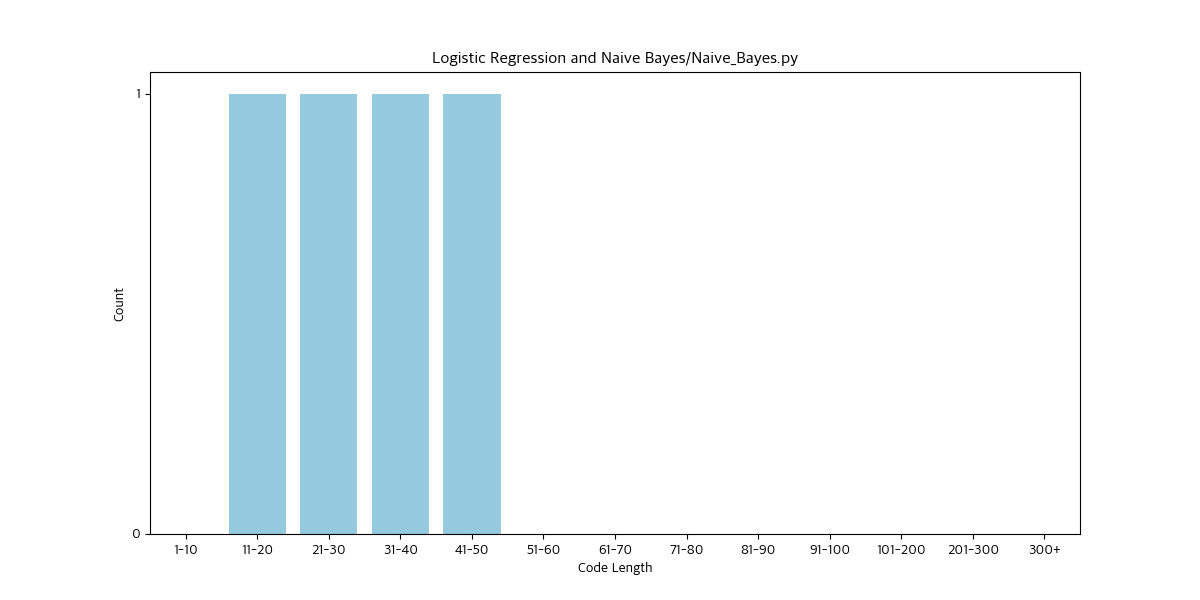 Logistic Regression and Naive Bayes/Naive_Bayes.py
1
Count
0
1-10 11-20 21-30 31-40 41-50 51-60 61-70 71-80 81-90 91-100 101-200 201-300 300+
Code Length